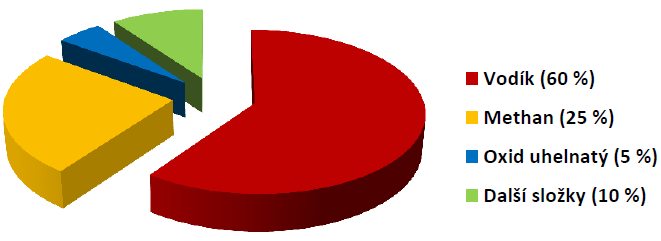 Vodík (60 %)
Methan (25 %)
Oxid uhelnatý (5 %)
Další složky (10 %)